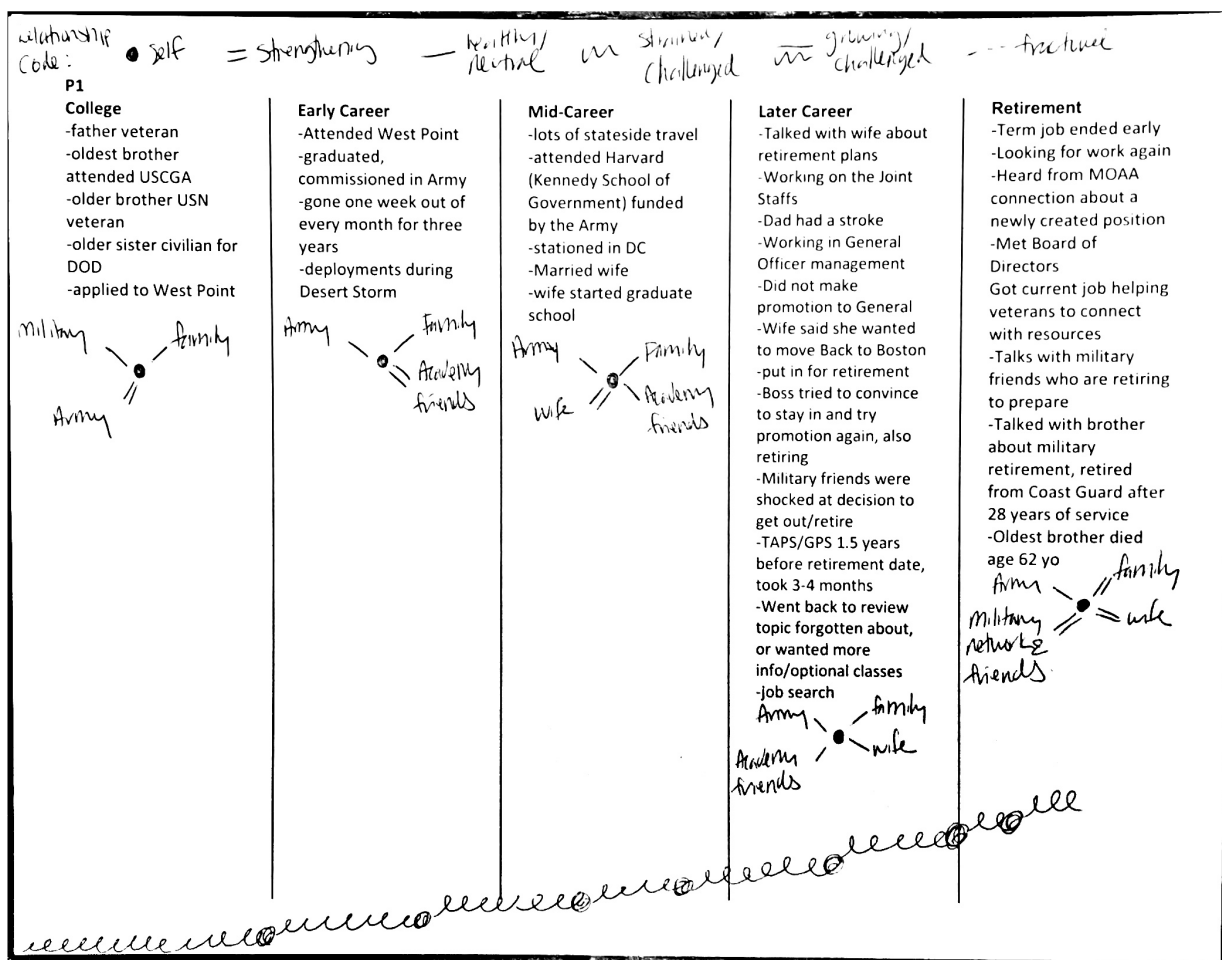 relationship
code: ● self = strengthening — healthy/neutral strained/challenged growing/challenged --- fracture
P1
College
-father veteran
-oldest brother
attended USCGA
-older brother USN
veteran
-older sister civilian for
DOD
-applied to West Point
Military
family
Army
Early Career
-Attended West Point
-graduated,
commissioned in Army
-gone one week out of
every month for three
years
-deployments during
Desert Storm
Army
Family
Academy
friends
Mid-Career
-lots of stateside travel
-attended Harvard
(Kennedy School of
Government) funded
by the Army
-stationed in DC
-Married wife
-wife started graduate
school
Army
Family
wife
Academy
friends
Later Career
-Talked with wife about
retirement plans
-Working on the Joint
Staffs
-Dad had a stroke
-Working in General
Officer management
-Did not make
promotion to General
-Wife said she wanted
to move Back to Boston
-put in for retirement
-Boss tried to convince
to stay in and try
promotion again, also
retiring
-Military friends were
shocked at decision to
get out/retire
-TAPS/GPS 1.5 years
before retirement date,
took 3-4 months
-Went back to review
topic forgotten about,
or wanted more
info/optional classes
-job search
Army
family
wife
Academy
friends
Retirement
-Term job ended early
-Looking for work again
-Heard from MOAA
connection about a
newly created position
-Met Board of
Directors
Got current job helping
veterans to connect
with resources
-Talks with military
friends who are retiring
to prepare
-Talked with brother
about military
retirement, retired
from Coast Guard after
28 years of service
-Oldest brother died
age 62 yo
Army
family
wife
Military
network &
friends